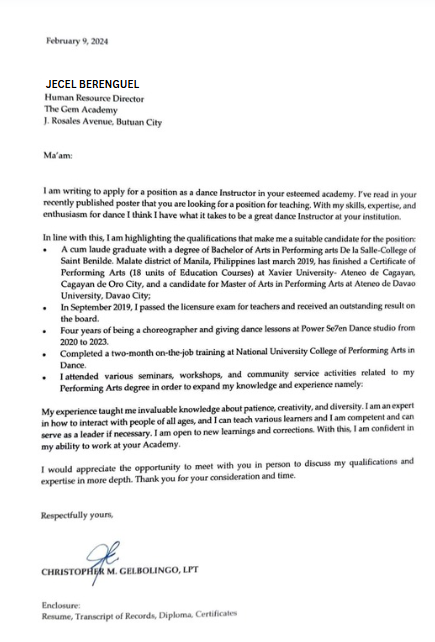 February 9, 2024
JECEL BERENGUEL
Human Resource Director
The Gem Academy
J. Rosales Avenue, Butuan City
Ma'am:
I am writing to apply for a position as a dance Instructor in your esteemed academy. I've read in your
recently published poster that you are looking for a position for teaching. With my skills, expertise, and
enthusiasm for dance I think I have what it takes to be a great dance Instructor at your institution.
In line with this, I am highlighting the qualifications that make me a suitable candidate for the position:
• A cum laude graduate with a degree of Bachelor of Arts in Performing arts De la Salle-College of
Saint Benilde. Malate district of Manila, Philippines last march 2019, has finished a Certificate of
Performing Arts (18 units of Education Courses) at Xavier University- Ateneo de Cagayan,
Cagayan de Oro City, and a candidate for Master of Arts in Performing Arts at Ateneo de Davao
University, Davao City;
• In September 2019, I passed the licensure exam for teachers and received an outstanding result on
the board.
• Four years of being a choreographer and giving dance lessons at Power Se7en Dance studio from
2020 to 2023.
• Completed a two-month on-the-job training at National University College of Performing Arts in
Dance.
• I attended various seminars, workshops, and community service activities related to my
Performing Arts degree in order to expand my knowledge and experience namely:
My experience taught me invaluable knowledge about patience, creativity, and diversity. I am an expert
in how to interact with people of all ages, and I can teach various learners and I am competent and can
serve as a leader if necessary. I am open to new learnings and corrections. With this, I am confident in
my ability to work at your Academy.
I would appreciate the opportunity to meet with you in person to discuss my qualifications and
expertise in more depth. Thank you for your consideration and time.
Respectfully yours,
CHRISTOPHER M. GELBOLINGO, LPT
Enclosure:
Resume, Transcript of Records, Diploma, Certificates